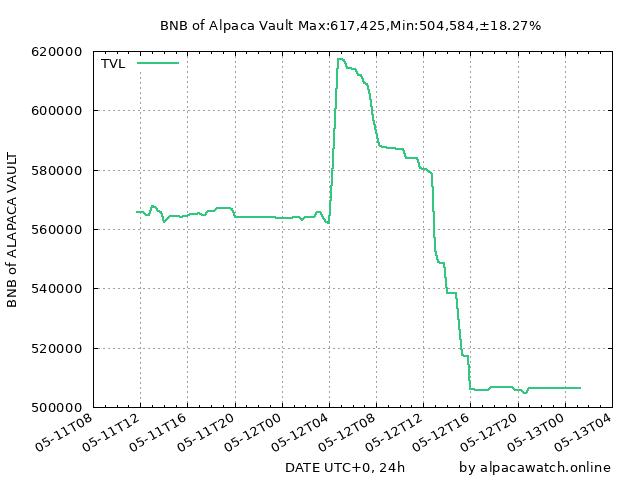 BNB of Alpaca Vault Max:617,425,Min:504,584,±18.27%
TVL
BNB of ALAPACA VAULT
620000
600000
580000
560000
540000
520000
500000
05-11T08
05-11T12
05-11T16
05-11T20
05-12T00
05-12T04
05-12T08
05-12T12
05-12T16
05-12T20
05-13T00
05-13T04
DATE UTC+0, 24h
by alpacawatch.online